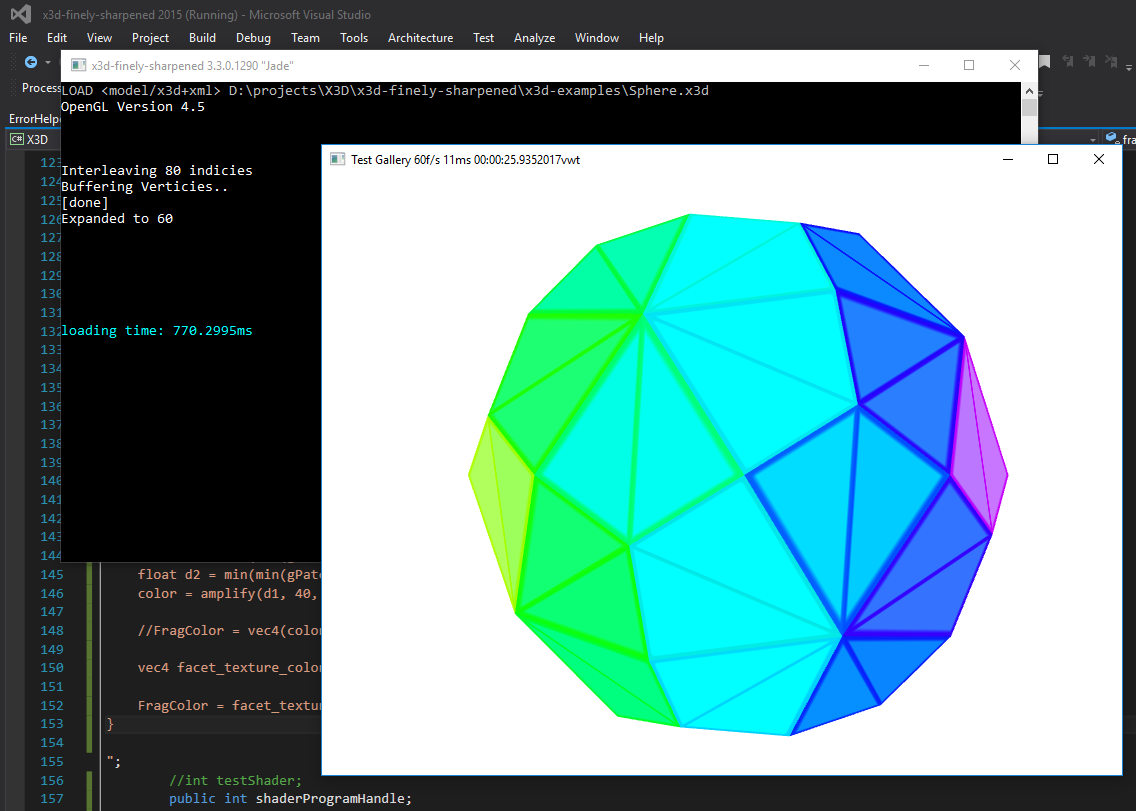 x3d-finely-sharpened 2015 (Running) - Microsoft Visual Studio
File Edit View Project Build Debug Team Tools Architecture Test Analyze Window Help
x3d-finely-sharpened 3.3.0.1290 "Jade"
Process
LOAD <model/x3d+xml> D:\projects\X3D\x3d-finely-sharpened\x3d-examples\Sphere.x3d
OpenGL Version 4.5
ErrorHelp
C# X3D
fra
Test Gallery 60f/s 11ms 00:00:25.9352017vwt
Interleaving 80 indicies
Buffering Verticies..
[done]
Expanded to 60
loading time: 770.2995ms
123
124
125
126
127
128
129
130
131
132
133
134
135
136
137
138
139
140
141
142
143
144
145 float d2 = min(min(gPatc
146 color = amplify(d1, 40,
147
148 //FragColor = vec4(color
149
150 vec4 facet_texture_color
151
152 FragColor = facet_textur
153 }
154
155 ";
156 //int testShader;
157 public int shaderProgramHandle;